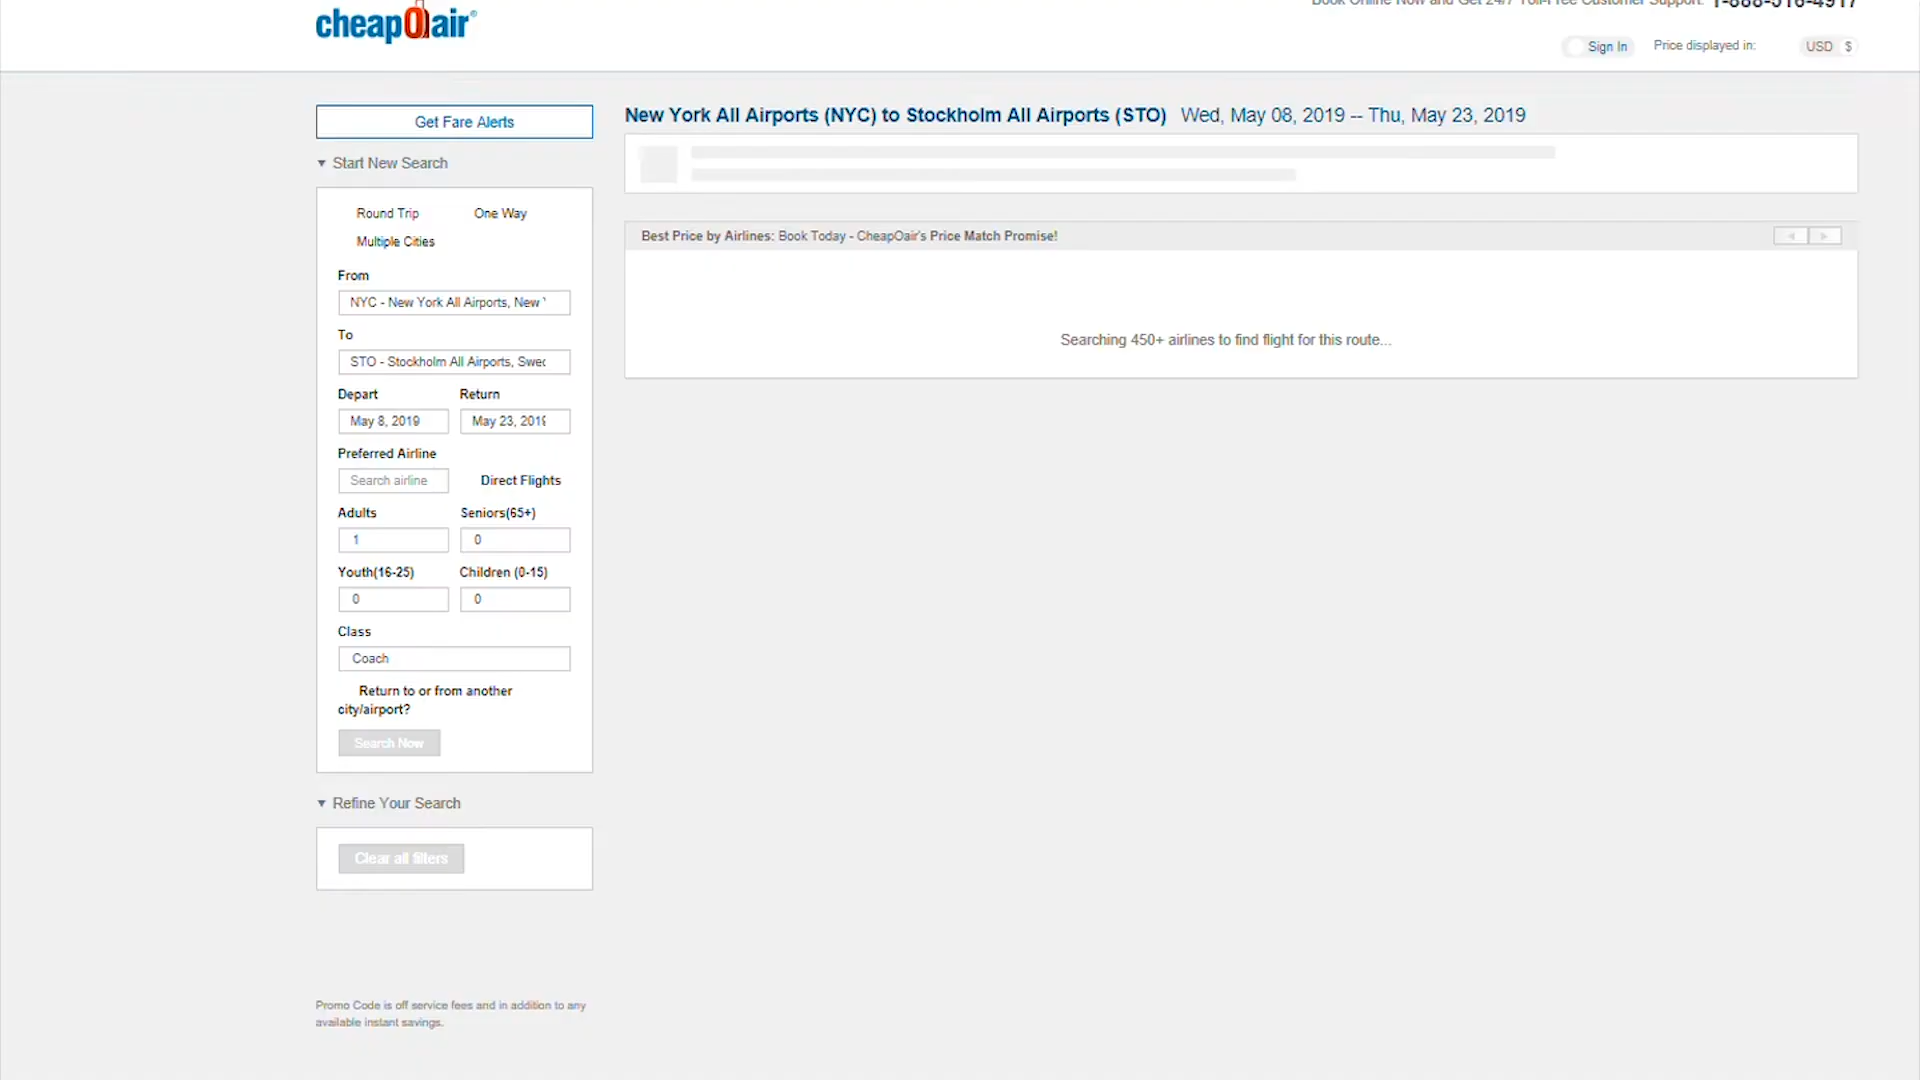 cheapOair®
Book Online Now and Get 24/7 Toll-Free Customer Support. 1-888-516-4917
Sign In
Price displayed in:
USD $
Get Fare Alerts
New York All Airports (NYC) to Stockholm All Airports (STO) Wed, May 08, 2019 -- Thu, May 23, 2019
Start New Search
Round Trip
One Way
Multiple Cities
From
NYC - New York All Airports, New
To
STO - Stockholm All Airports, Swe
Depart
Return
May 8, 2019
May 23, 2019
Preferred Airline
Search airline
Direct Flights
Adults
Seniors(65+)
1
0
Youth(16-25)
Children (0-15)
0
0
Class
Coach
Return to or from another
city/airport?
Search Now
Refine Your Search
Clear all filters
Promo Code is off service fees and in addition to any
available instant savings.
Best Price by Airlines: Book Today - CheapOair's Price Match Promise!
Searching 450+ airlines to find flight for this route...